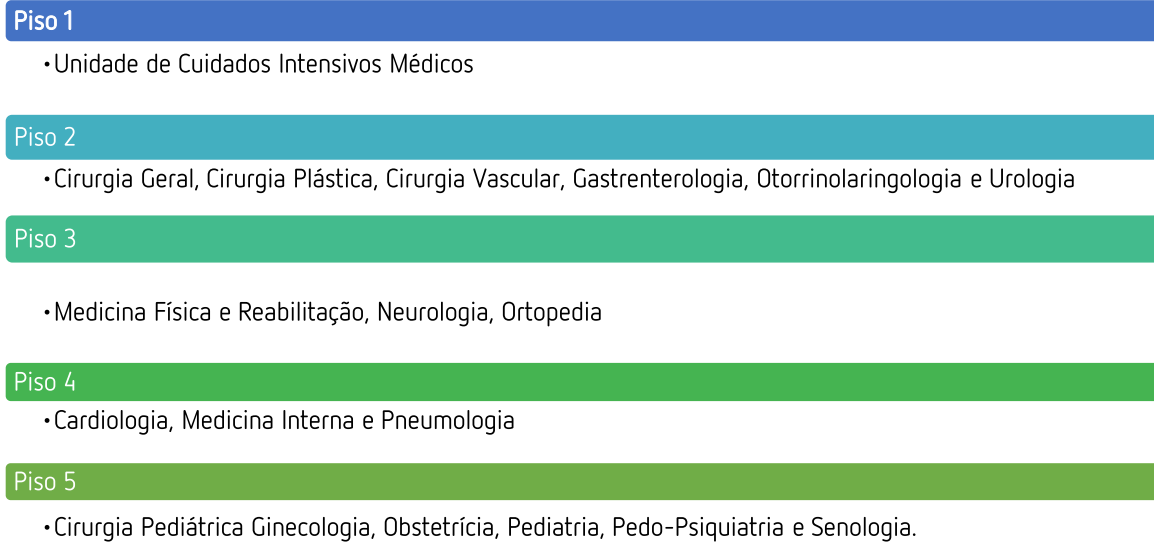 Piso 1
•Unidade de Cuidados Intensivos Médicos
Piso 2
•Cirurgia Geral, Cirurgia Plástica, Cirurgia Vascular, Gastrenterologia, Otorrinolaringologia e Urologia
Piso 3
•Medicina Física e Reabilitação, Neurologia, Ortopedia
Piso 4
•Cardiologia, Medicina Interna e Pneumologia
Piso 5
•Cirurgia Pediátrica Ginecologia, Obstetrícia, Pediatria, Pedo-Psiquiatria e Senologia.